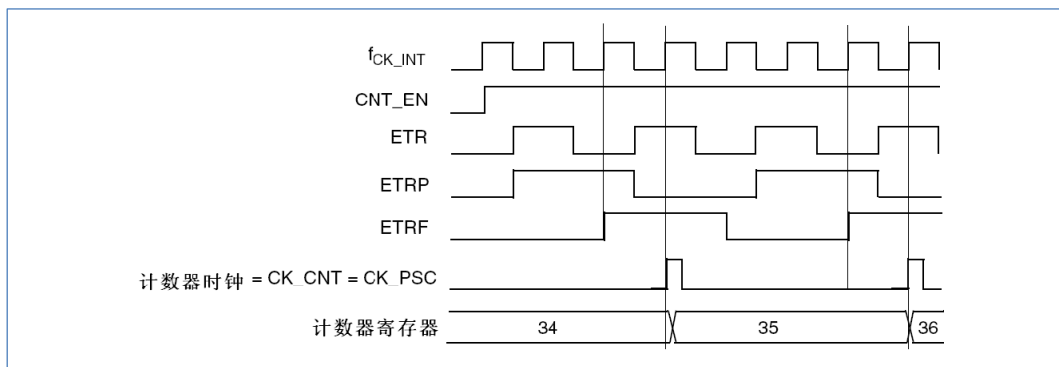 fCK_INT
CNT_EN
ETR
ETRP
ETRF
计数器时钟 = CK_CNT = CK_PSC
计数器寄存器 34 35 36